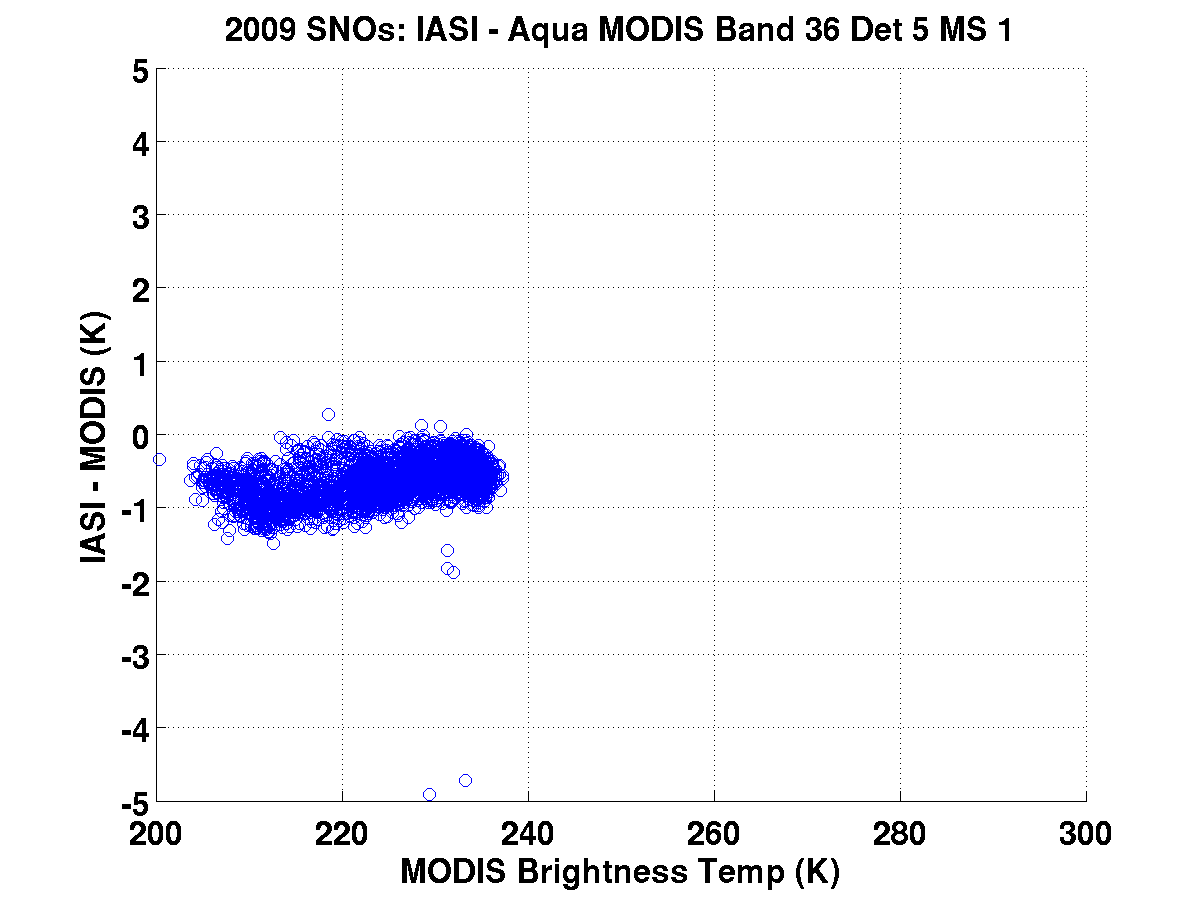 2009 SNOs: IASI - Aqua MODIS Band 36 Det 5 MS 1
5
4
3
2
1
0
-1
-2
-3
-4
-5
IASI - MODIS (K)
200 220 240 260 280 300
MODIS Brightness Temp (K)